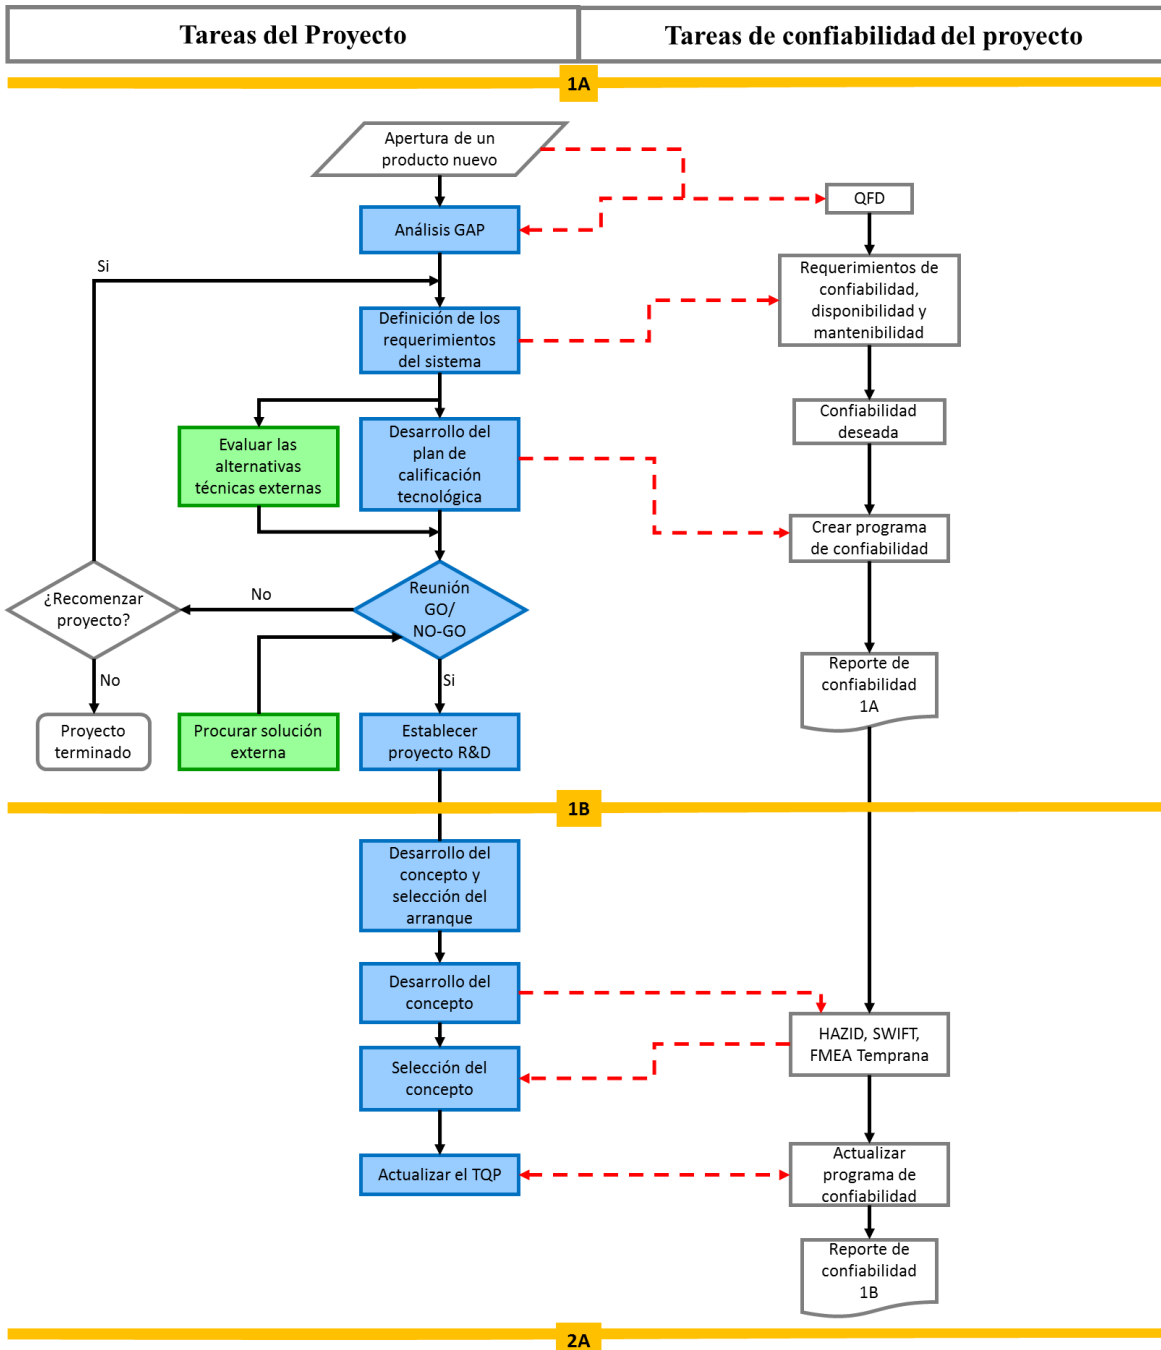 Tareas del Proyecto
Tareas de confiabilidad del proyecto
1A
Apertura de un
producto nuevo
QFD
Análisis GAP
Si
Requerimientos de
confiabilidad,
disponibilidad y
mantenibilidad
Definición de los
requerimientos
del sistema
Confiabilidad
deseada
Evaluar las
alternativas
técnicas externas
Desarrollo del
plan de
calificación
tecnológica
Crear programa
de confiabilidad
¿Recomenzar
proyecto?
No
Reunión
GO/
NO-GO
No
Si
Reporte de
confiabilidad
1A
Proyecto
terminado
Procurar solución
externa
Establecer
proyecto R&D
1B
Desarrollo del
concepto y
selección del
arranque
Desarrollo del
concepto
HAZID, SWIFT,
FMEA Temprana
Selección del
concepto
Actualizar el TQP
Actualizar
programa de
confiabilidad
Reporte de
confiabilidad
1B
2A